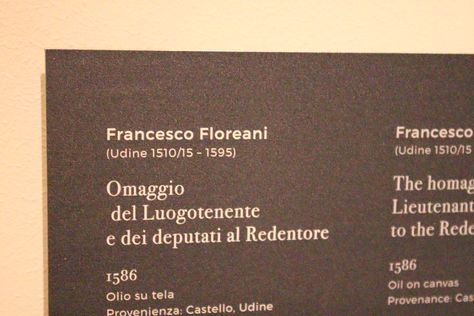 Francesco Floreani
(Udine 1510/15 - 1595)
Omaggio
del Luogotenente
e dei deputati al Redentore
1586
Olio su tela
Provenienza: Castello, Udine
Francesco
(Udine 1510/15
The homag
Lieutenant
to the Rede
1586
Oil on canvas
Provenance: Cas